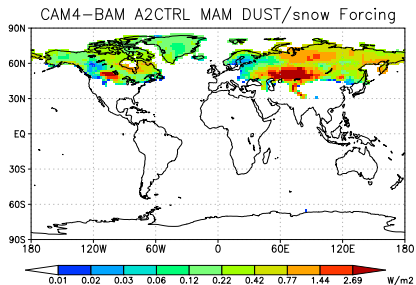 CAM4-BAM A2CTRL MAM DUST/snow Forcing
90N
60N
30N
EQ
30S
60S
90S
180 120W 60W 0 60E 120E 180
0.01 0.02 0.03 0.06 0.12 0.22 0.42 0.77 1.44 2.69 W/m2